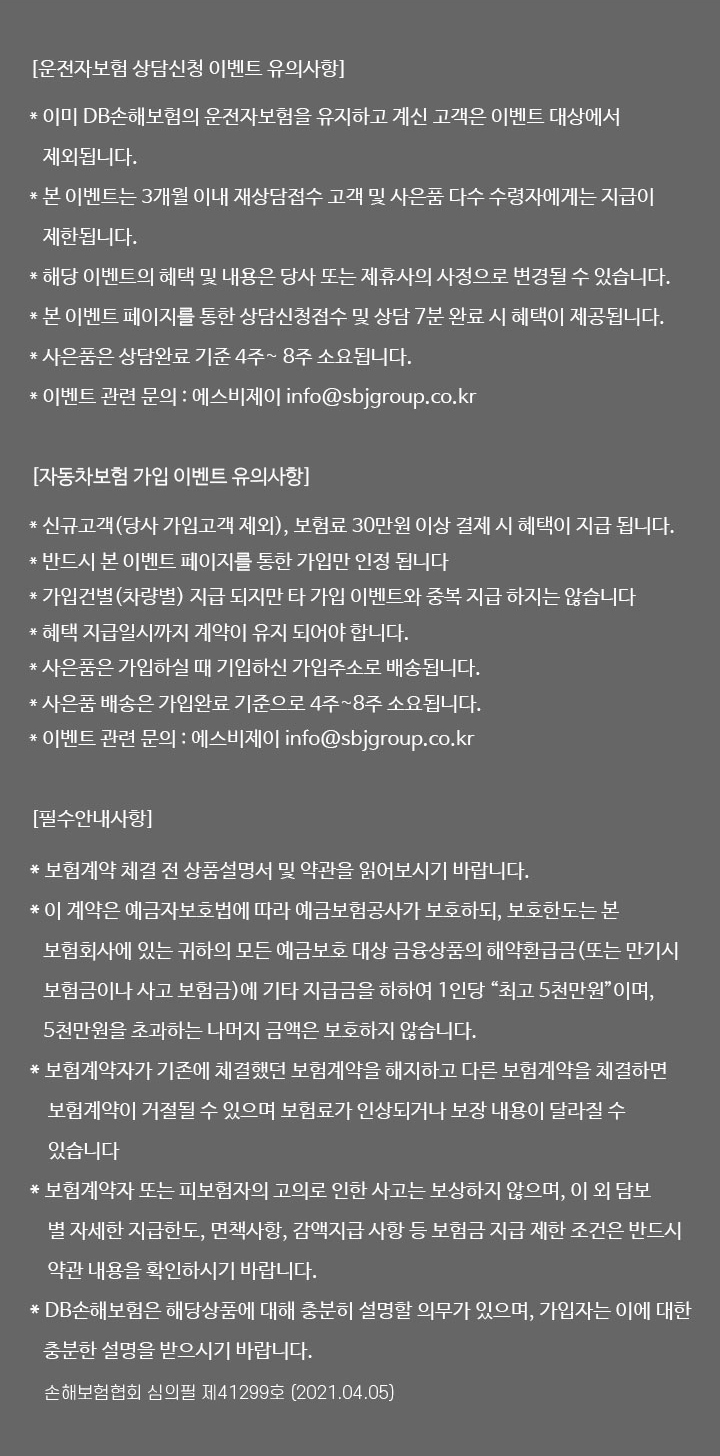 [운전자보험 상담신청 이벤트 유의사항]
* 이미 DB손해보험의 운전자보험을 유지하고 계신 고객은 이벤트 대상에서
제외됩니다.
* 본 이벤트는 3개월 이내 재상담접수 고객 및 사은품 다수 수령자에게는 지급이
제한됩니다.
* 해당 이벤트의 혜택 및 내용은 당사 또는 제휴사의 사정으로 변경될 수 있습니다.
* 본 이벤트 페이지를 통한 상담신청접수 및 상담 7분 완료 시 혜택이 제공됩니다.
* 사은품은 상담완료 기준 4주~ 8주 소요됩니다.
* 이벤트 관련 문의 : 에스비제이 info@sbjgroup.co.kr
[자동차보험 가입 이벤트 유의사항]
* 신규고객(당사 가입고객 제외), 보험료 30만원 이상 결제 시 혜택이 지급 됩니다.
* 반드시 본 이벤트 페이지를 통한 가입만 인정 됩니다
* 가입건별(차량별) 지급 되지만 타 가입 이벤트와 중복 지급 하지는 않습니다
* 혜택 지급일시까지 계약이 유지 되어야 합니다.
* 사은품은 가입하실 때 기입하신 가입주소로 배송됩니다.
* 사은품 배송은 가입완료 기준으로 4주~8주 소요됩니다.
* 이벤트 관련 문의 : 에스비제이 info@sbjgroup.co.kr
[필수안내사항]
* 보험계약 체결 전 상품설명서 및 약관을 읽어보시기 바랍니다.
* 이 계약은 예금자보호법에 따라 예금보험공사가 보호하되, 보호한도는 본
보험회사에 있는 귀하의 모든 예금보호 대상 금융상품의 해약환급금(또는 만기시
보험금이나 사고 보험금)에 기타 지급금을 하하여 1인당 “최고 5천만원”이며,
5천만원을 초과하는 나머지 금액은 보호하지 않습니다.
* 보험계약자가 기존에 체결했던 보험계약을 해지하고 다른 보험계약을 체결하면
보험계약이 거절될 수 있으며 보험료가 인상되거나 보장 내용이 달라질 수
있습니다
* 보험계약자 또는 피보험자의 고의로 인한 사고는 보상하지 않으며, 이 외 담보
별 자세한 지급한도, 면책사항, 감액지급 사항 등 보험금 지급 제한 조건은 반드시
약관 내용을 확인하시기 바랍니다.
* DB손해보험은 해당상품에 대해 충분히 설명할 의무가 있으며, 가입자는 이에 대한
충분한 설명을 받으시기 바랍니다.
손해보험협회 심의필 제41299호 (2021.04.05)